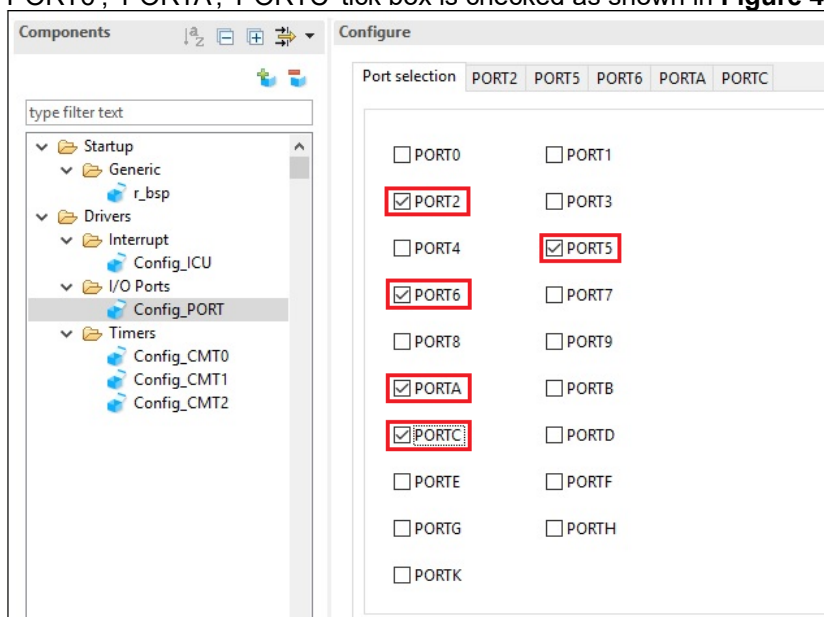 'PORT6', 'PORTA', 'PORTC' tick box is checked as shown in Figure 4
Components
Configure
Port selection PORT2 PORT5 PORT6 PORTA PORTC
type filter text
Startup
Generic
r_bsp
Drivers
Interrupt
Config_ICU
I/O Ports
Config_PORT
Timers
Config_CMT0
Config_CMT1
Config_CMT2
PORT0 PORT1
PORT2 PORT3
PORT4 PORT5
PORT6 PORT7
PORT8 PORT9
PORTA PORTB
PORTC PORTD
PORTE PORTF
PORTG PORTH
PORTK